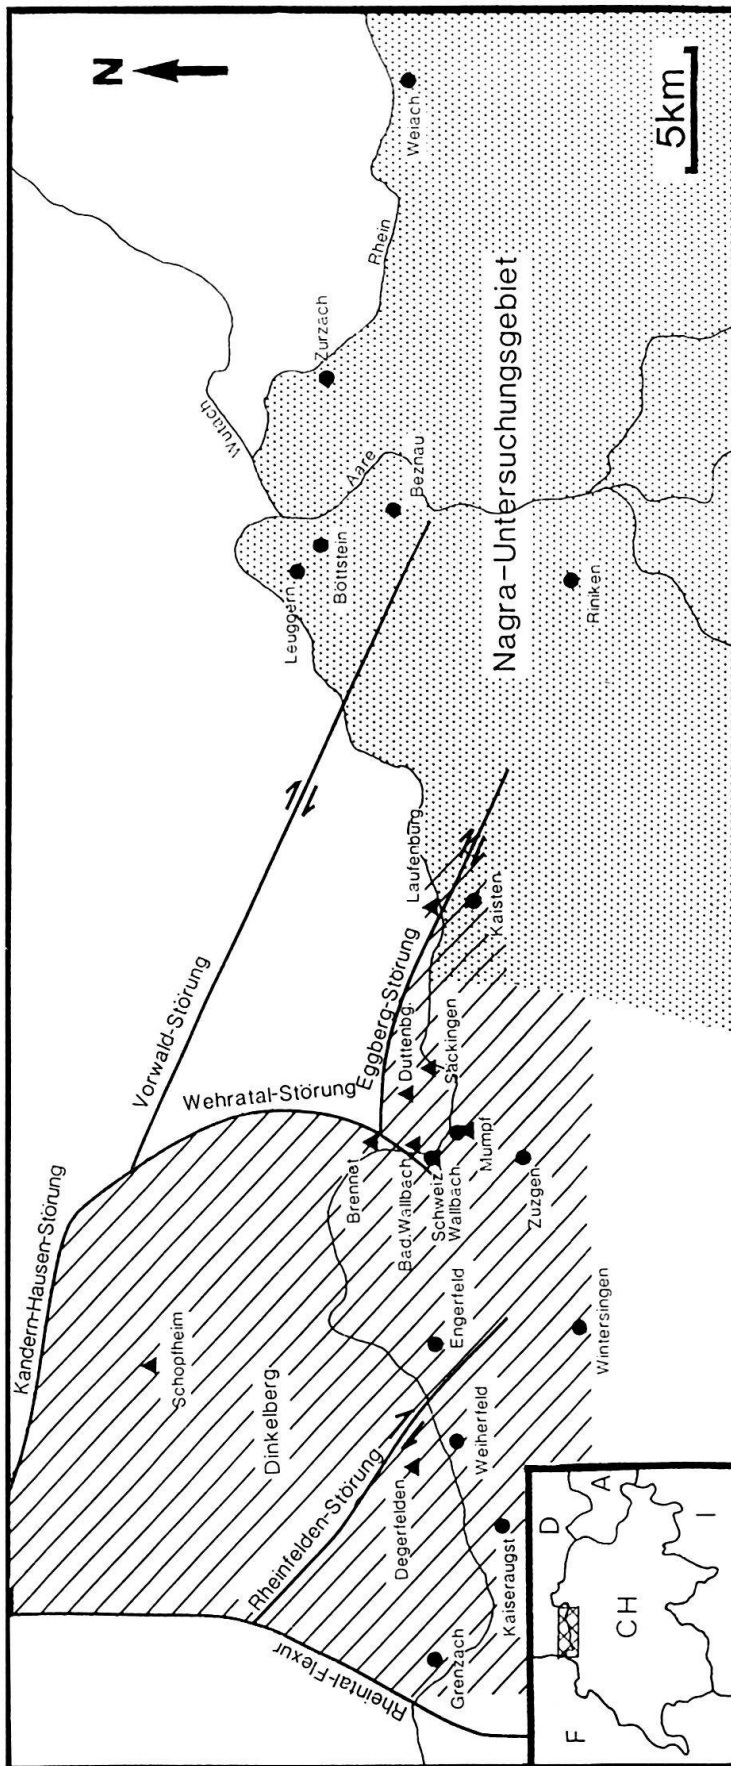 Kandern-Hausen-Störung
Vorwald-Störung
N
Wutach
Schopfheim
Wehratal-Störung
Dinkelberg
Rheinfelden-Störung
Rheintal-Flexur
Eggberg-Störung
Brennet
Duttenbg.
Laufenburg
Leuggern
Böttstein
Zurzach
Rhein
Weiach
Aare
Beznau
Bad. Wallbach
Säckingen
Schweiz
Wallbach
Mumpf
Kaisten
Degerfelden
Engerfeld
Weiherfeld
Grenzach
Kaiseraugst
Zuzgen
Wintersingen
Nagra-Untersuchungsgebiet
Riniken
5km
F
D
A
CH
I